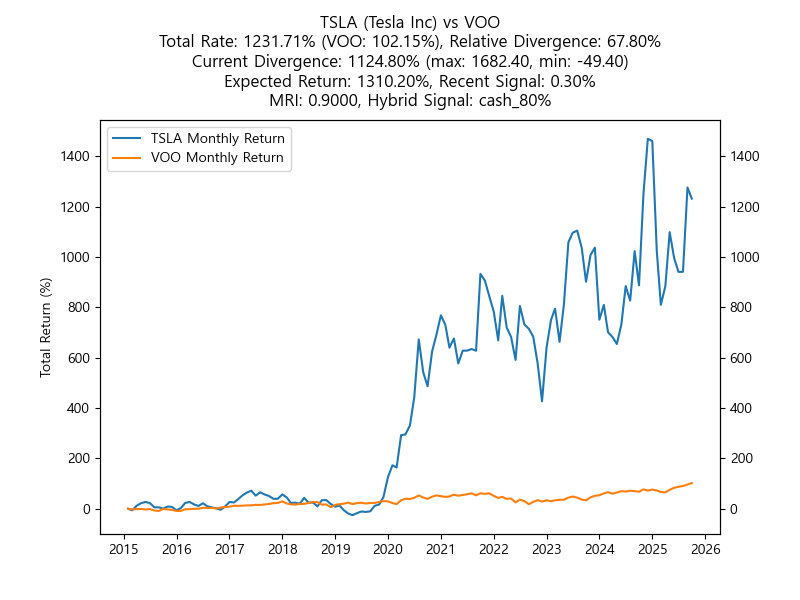 TSLA (Tesla Inc) vs VOO
Total Rate: 1231.71% (VOO: 102.15%), Relative Divergence: 67.80%
Current Divergence: 1124.80% (max: 1682.40, min: -49.40)
Expected Return: 1310.20%, Recent Signal: 0.30%
MRI: 0.9000, Hybrid Signal: cash_80%
TSLA Monthly Return
VOO Monthly Return
Total Return (%)
1400
1200
1000
800
600
400
200
0
1400
1200
1000
800
600
400
200
0
2015 2016 2017 2018 2019 2020 2021 2022 2023 2024 2025 2026